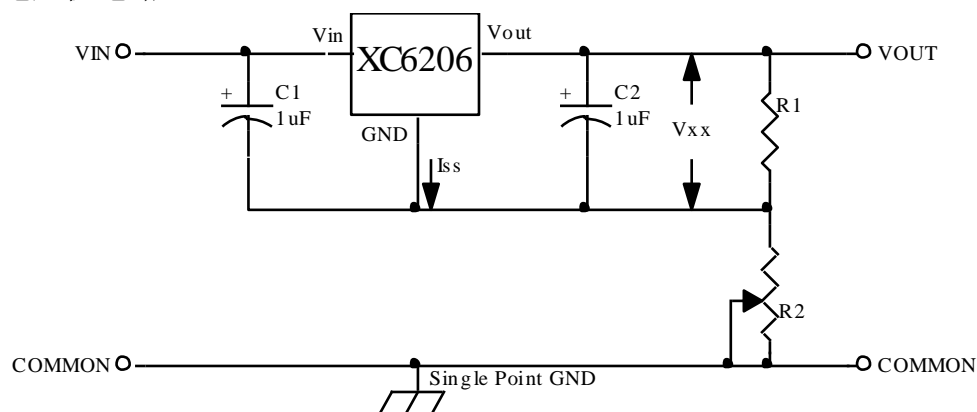 VIN
Vin
XC6206
Vout
VOUT
+
C1
1uF
GND
Iss
+
C2
1uF
Vxx
R1
R2
COMMON
Single Point GND
COMMON